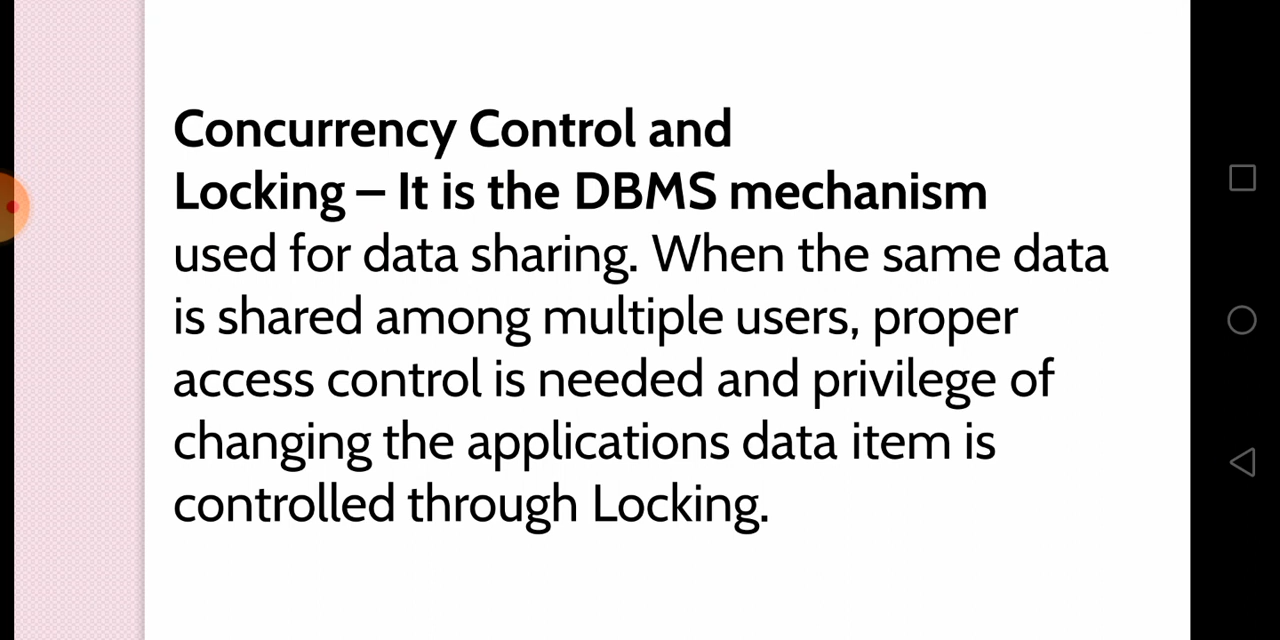 Concurrency Control and
Locking – It is the DBMS mechanism
used for data sharing. When the same data
is shared among multiple users, proper
access control is needed and privilege of
changing the applications data item is
controlled through Locking.